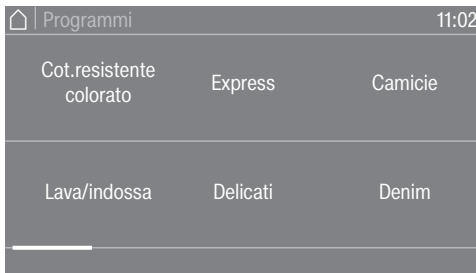 Programmi 11:02
Cot.resistente
colorato
Express
Camicie
Lava/indossa
Delicati
Denim